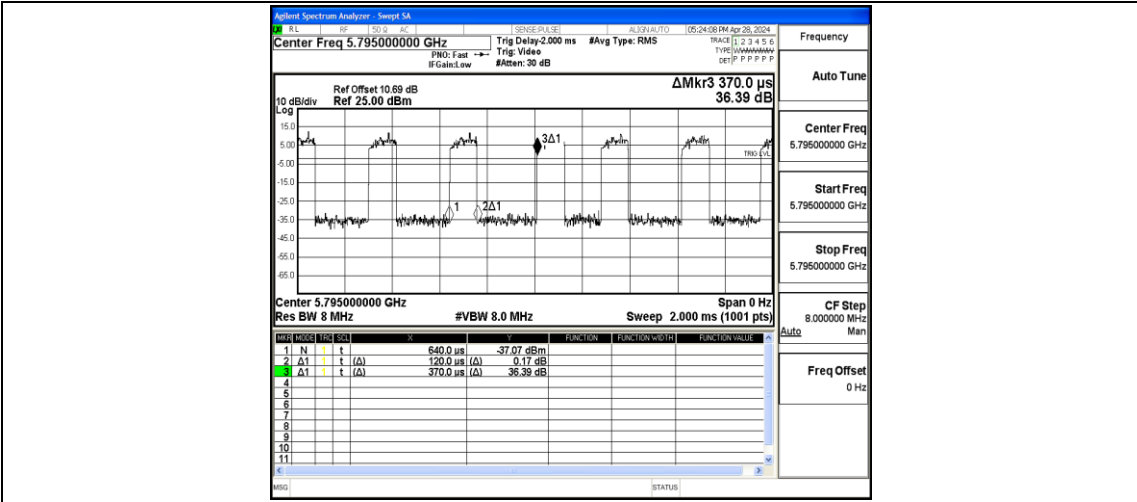 Agilent Spectrum Analyzer - Swept SA
RL RF 50 Ω AC SENSE:PULSE ALIGN AUTO 05:24:08 PM Apr 28, 2024
Center Freq 5.795000000 GHz
PNO: Fast
IFGain:Low
Trig Delay-2.000 ms
Trig: Video
#Atten: 30 dB
#Avg Type: RMS
TRACE 1 2 3 4 5 6
TYPE
DET P P P P P P
ΔMkr3 370.0 µs
36.39 dB
Ref Offset 10.69 dB
10 dB/div Ref 25.00 dBm
Log
15.0
5.00
-5.00
-15.0
-25.0
-35.0
-45.0
-55.0
-65.0
3Δ1
TRIG LVL
1
2Δ1
Center 5.795000000 GHz Span 0 Hz
Res BW 8 MHz #VBW 8.0 MHz Sweep 2.000 ms (1001 pts)
MKR MODE TRC SCL X Y FUNCTION FUNCTION WIDTH FUNCTION VALUE
1 N 1 t 640.0 µs -37.07 dBm
2 Δ1 1 t (Δ) 120.0 µs (Δ) 0.17 dB
3 Δ1 1 t (Δ) 370.0 µs (Δ) 36.39 dB
4
5
6
7
8
9
10
11
MSG STATUS
Frequency
Auto Tune
Center Freq
5.795000000 GHz
Start Freq
5.795000000 GHz
Stop Freq
5.795000000 GHz
CF Step
8.000000 MHz
Auto Man
Freq Offset
0 Hz